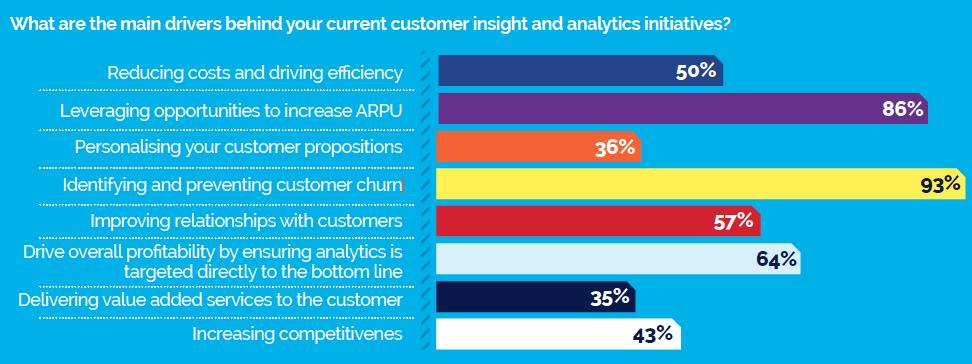 What are the main drivers behind your current customer insight and analytics initiatives?
Reducing costs and driving efficiency 50%
Leveraging opportunities to increase ARPU 86%
Personalising your customer propositions 36%
Identifying and preventing customer churn 93%
Improving relationships with customers 57%
Drive overall profitability by ensuring analytics is
targeted directly to the bottom line 64%
Delivering value added services to the customer 35%
Increasing competitivenes 43%